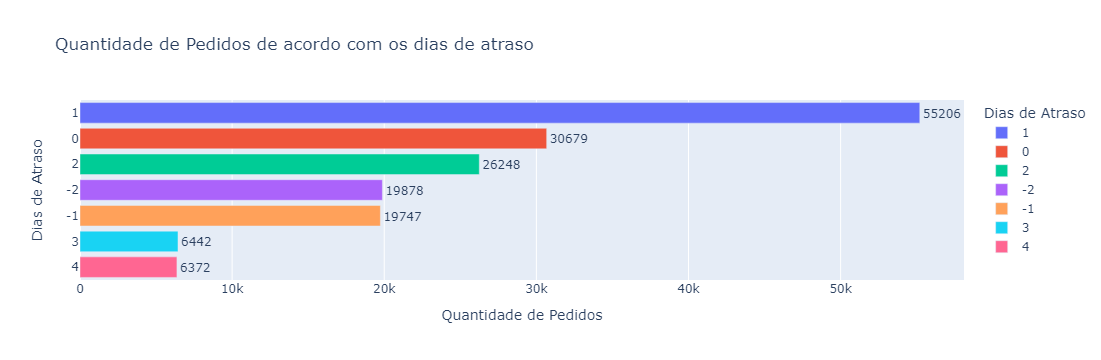 Quantidade de Pedidos de acordo com os dias de atraso
Dias de Atraso
1 55206
0 30679
2 26248
-2 19878
-1 19747
3 6442
4 6372
0 10k 20k 30k 40k 50k
Quantidade de Pedidos
Dias de Atraso
1
0
2
-2
-1
3
4